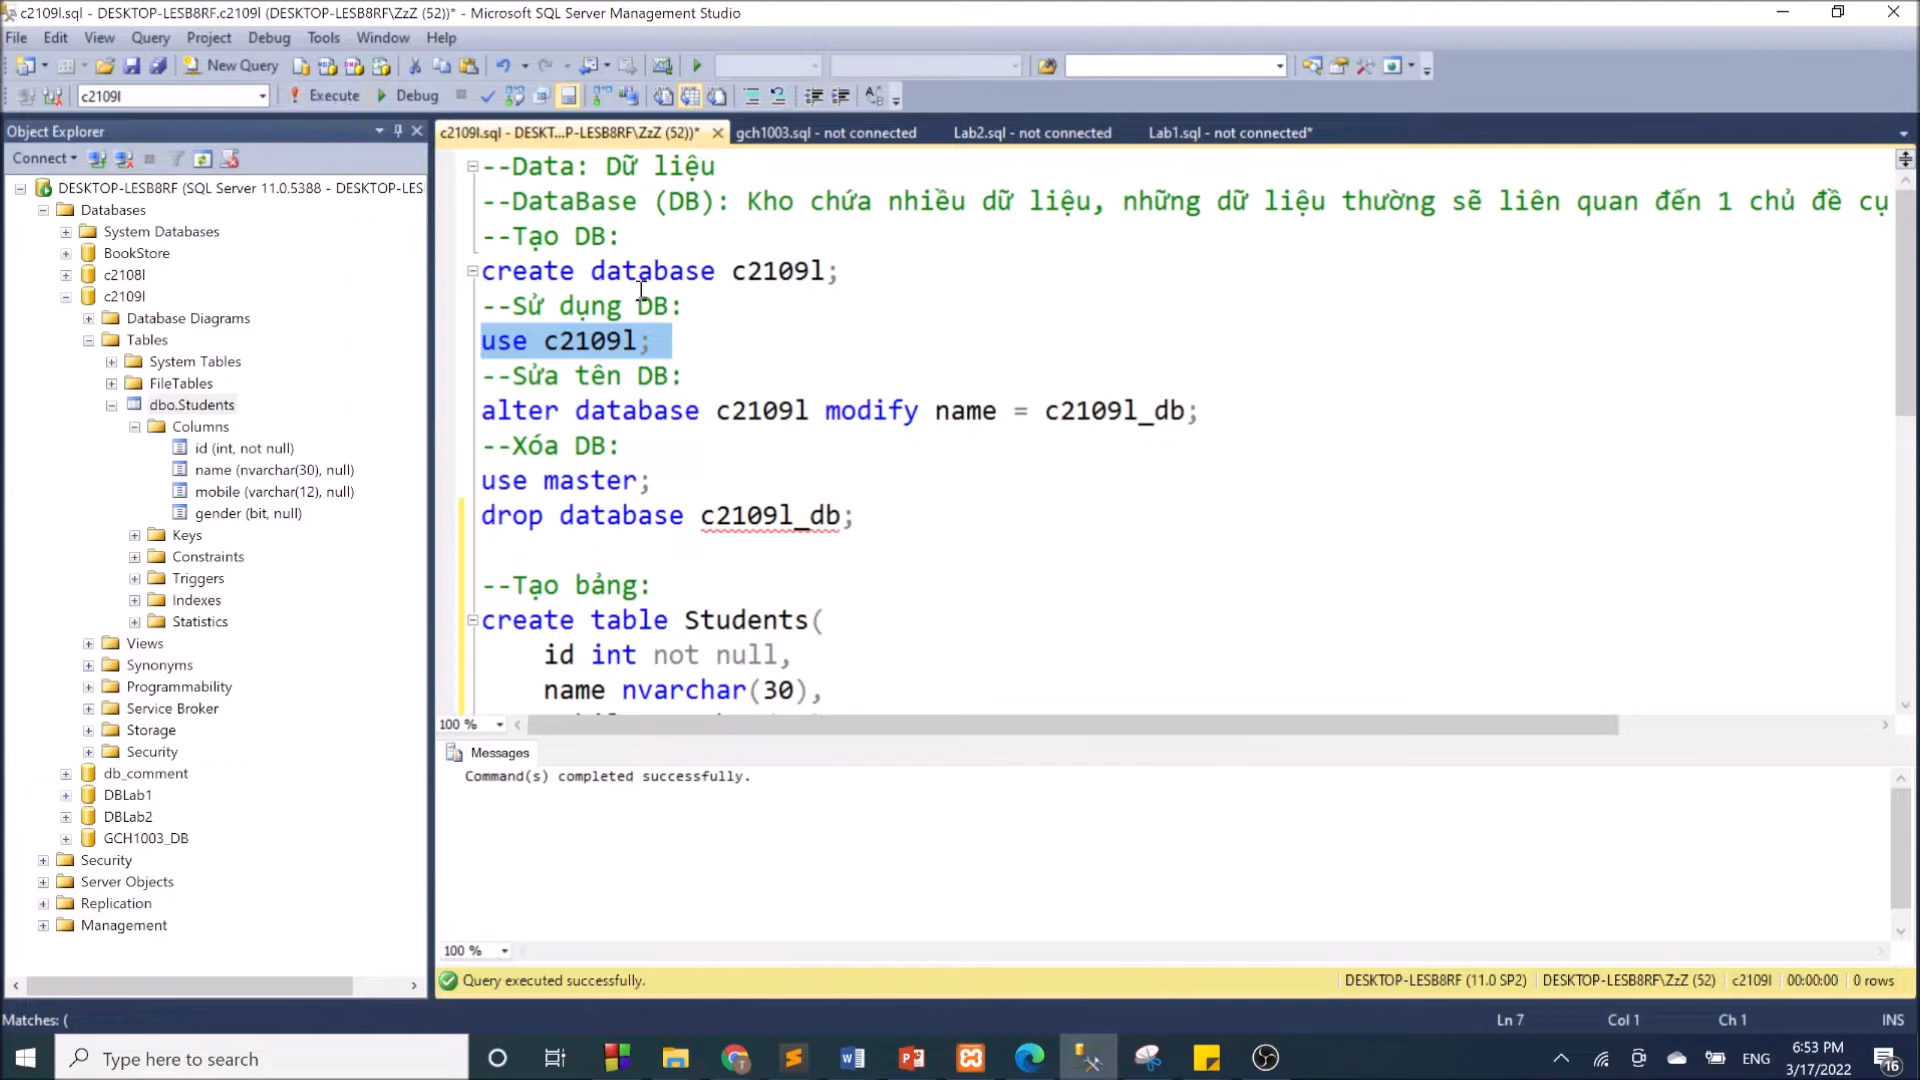 c2109l.sql - DESKTOP-LESB8RF.c2109l (DESKTOP-LESB8RF\ZzZ (52))* - Microsoft SQL Server Management Studio
File Edit View Query Project Debug Tools Window Help
New Query
c2109l Execute Debug
Object Explorer
Connect
DESKTOP-LESB8RF (SQL Server 11.0.5388 - DESKTOP-LES
Databases
System Databases
BookStore
c2108l
c2109l
Database Diagrams
Tables
System Tables
FileTables
dbo.Students
Columns
id (int, not null)
name (nvarchar(30), null)
mobile (varchar(12), null)
gender (bit, null)
Keys
Constraints
Triggers
Indexes
Statistics
Views
Synonyms
Programmability
Service Broker
Storage
Security
db_comment
DBLab1
DBLab2
GCH1003_DB
Security
Server Objects
Replication
Management
c2109l.sql - DESKT...P-LESB8RF\ZzZ (52))* gch1003.sql - not connected Lab2.sql - not connected Lab1.sql - not connected*
--Data: Dữ liệu
--DataBase (DB): Kho chứa nhiều dữ liệu, những dữ liệu thường sẽ liên quan đến 1 chủ đề cụ
--Tạo DB:
create database c2109l;
--Sử dụng DB:
use c2109l;
--Sửa tên DB:
alter database c2109l modify name = c2109l_db;
--Xóa DB:
use master;
drop database c2109l_db;
--Tạo bảng:
create table Students(
id int not null,
name nvarchar(30),
100 %
Messages
Command(s) completed successfully.
100 %
Query executed successfully. DESKTOP-LESB8RF (11.0 SP2) DESKTOP-LESB8RF\ZzZ (52) c2109l 00:00:00 0 rows
Matches: ( Ln 7 Col 1 Ch 1 INS
Type here to search
ENG
6:53 PM
3/17/2022
16